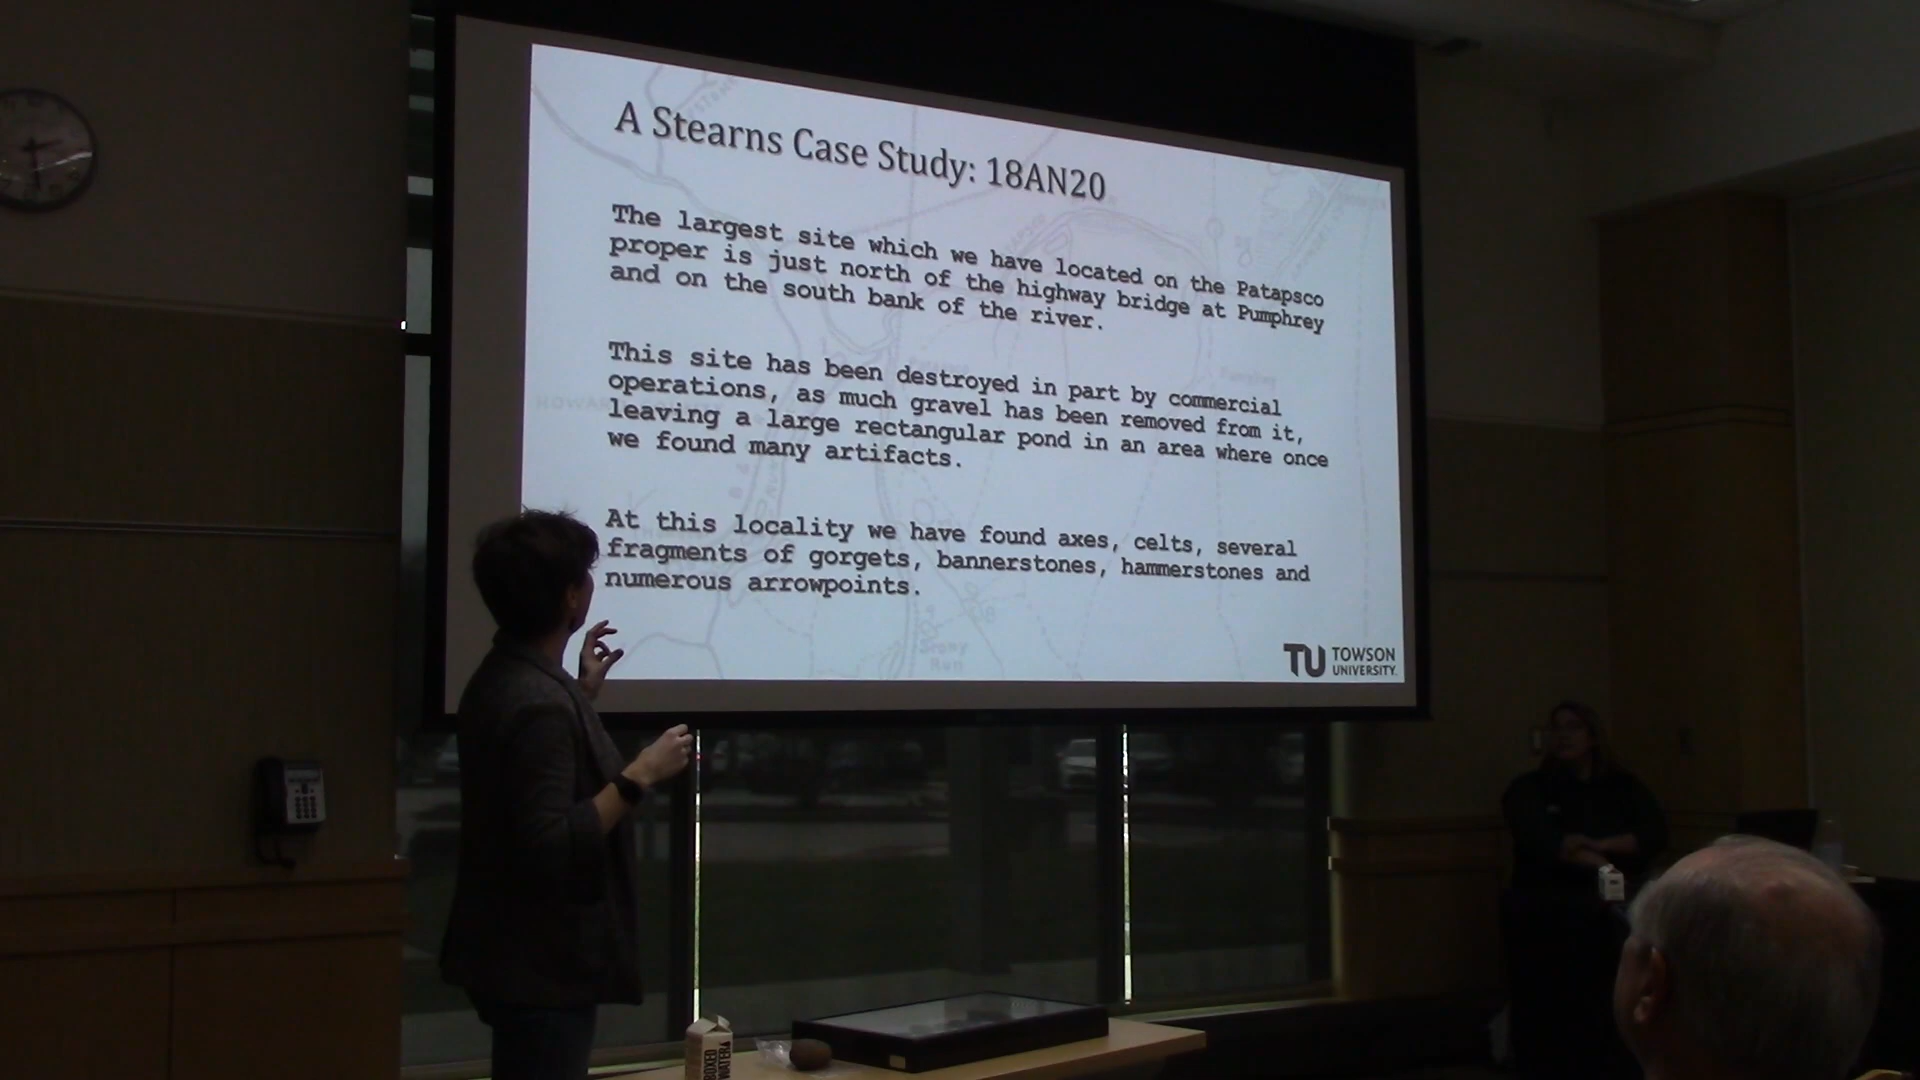 A Stearns Case Study: 18AN20
The largest site which we have located on the Patapsco
proper is just north of the highway bridge at Pumphrey
and on the south bank of the river.
This site has been destroyed in part by commercial
operations, as much gravel has been removed from it,
leaving a large rectangular pond in an area where once
we found many artifacts.
At this locality we have found axes, celts, several
fragments of gorgets, bannerstones, hammerstones and
numerous arrowpoints.
Stony
Run
TU TOWSON
UNIVERSITY.
BOXED
WATER